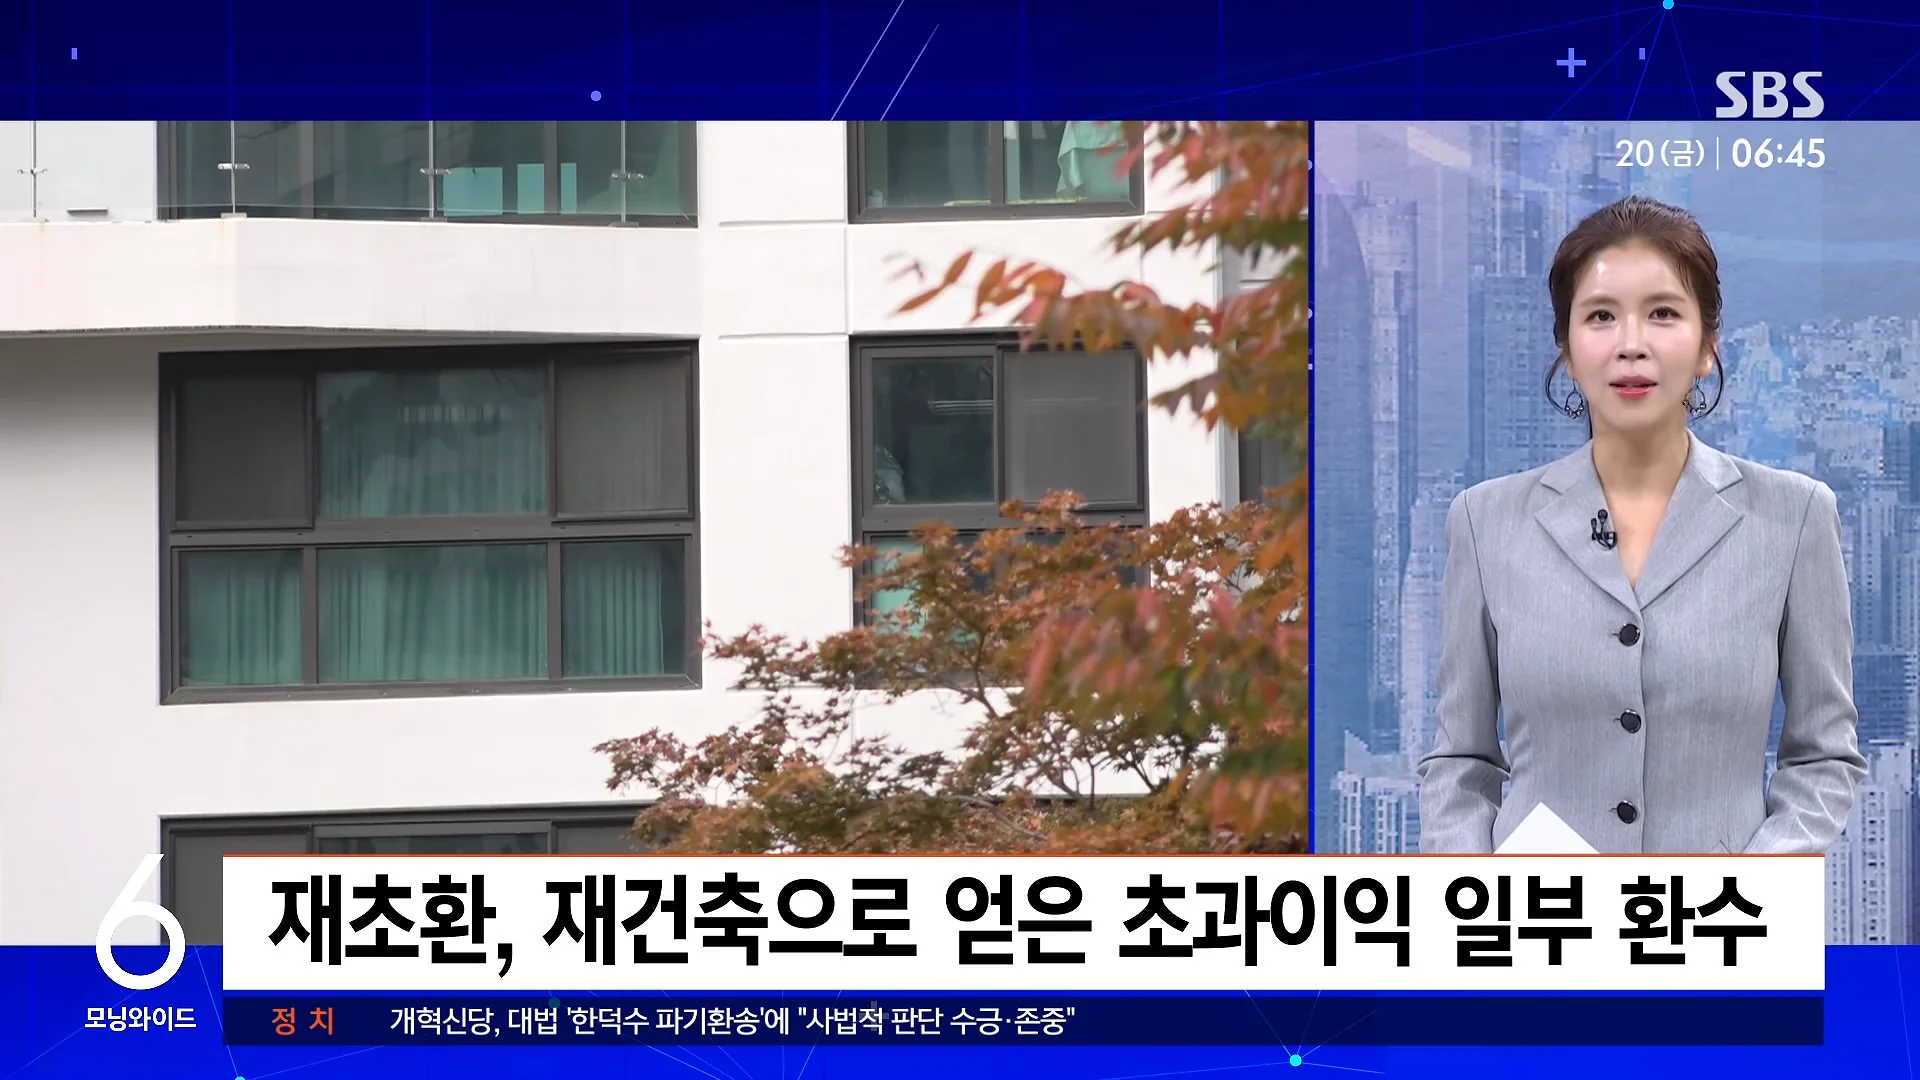 SBS
20(금) | 06:45
재초환, 재건축으로 얻은 초과이익 일부 환수
6
모닝와이드
정 치 개혁신당, 대법 '한덕수 파기환송'에 "사법적 판단 수긍·존중"